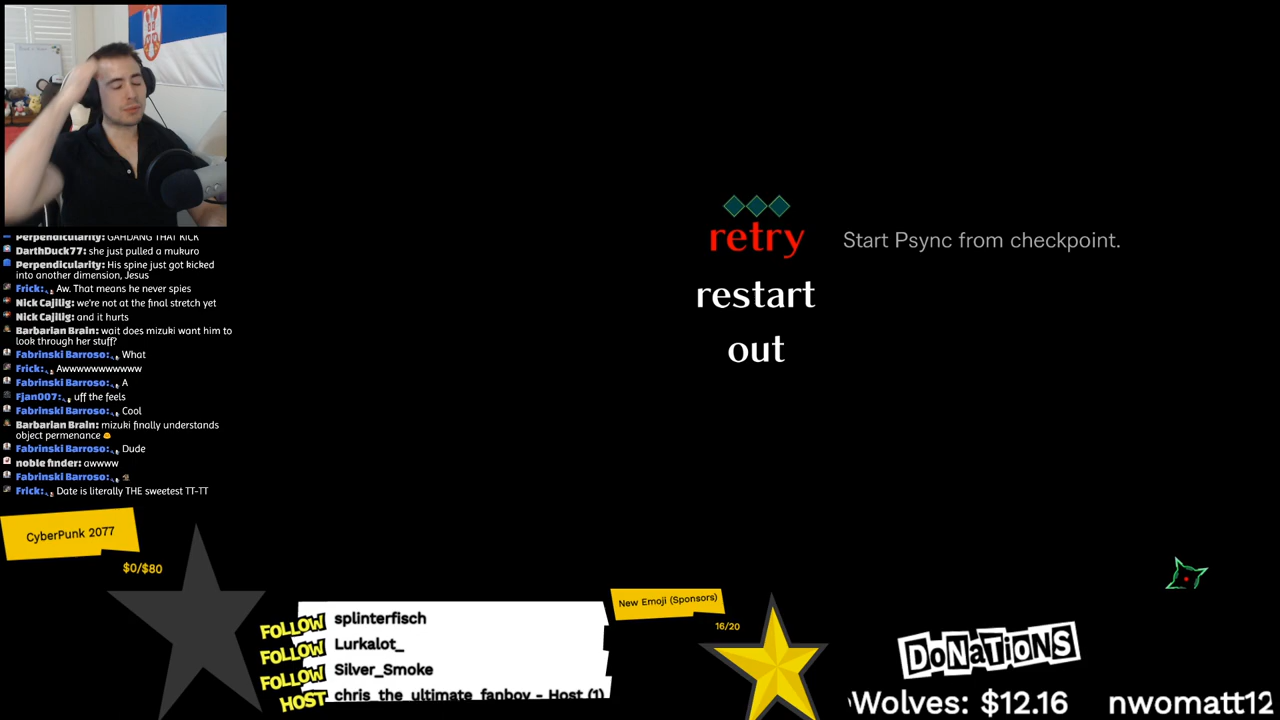 Perpendicularity: GAHDANG THAT KICK
DarthDuck77: she just pulled a mukuro
Perpendicularity: His spine just got kicked
into another dimension, Jesus
Frick: Aw. That means he never spies
Nick Cajilig: we're not at the final stretch yet
Nick Cajilig: and it hurts
Barbarian Brain: wait does mizuki want him to
look through her stuff?
Fabrinski Barroso: What
Frick: Awwwwwwwwwww
Fabrinski Barroso: A
Fjan007: uff the feels
Fabrinski Barroso: Cool
Barbarian Brain: mizuki finally understands
object permenance
Fabrinski Barroso: Dude
noble finder: awwww
Fabrinski Barroso:
Frick: Date is literally THE sweetest TT-TT
retry
Start Psync from checkpoint.
restart
out
CyberPunk 2077
$0/$80
FOLLOW splinterfisch
FOLLOW Lurkalot_
FOLLOW Silver_Smoke
HOST chris_the_ultimate_fanboy - Host (1)
New Emoji (Sponsors)
16/20
DoNaTioNS
Wolves: $12.16 nwomatt12